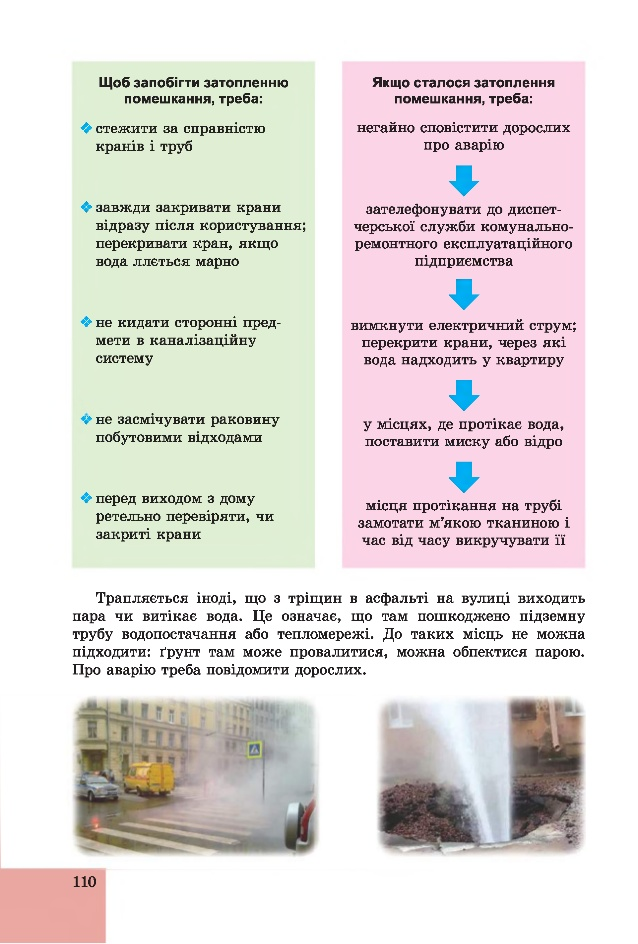 Щоб запобігти затопленню
помешкання, треба:
стежити за справністю
кранів і труб
завжди закривати крани
відразу після користування;
перекривати кран, якщо
вода ллється марно
не кидати сторонні пред-
мети в каналізаційну
систему
не засмічувати раковину
побутовими відходами
перед виходом з дому
ретельно перевіряти, чи
закриті крани
Якщо сталося затоплення
помешкання, треба:
негайно сповістити дорослих
про аварію
зателефонувати до диспет-
черської служби комунально-
ремонтного експлуатаційного
підприємства
вимкнути електричний струм;
перекрити крани, через які
вода надходить у квартиру
у місцях, де протікає вода,
поставити миску або відро
місця протікання на трубі
замотати м’якою тканиною і
час від часу викручувати її
Трапляється іноді, що з тріщин в асфальті на вулиці виходить
пара чи витікає вода. Це означає, що там пошкоджено підземну
трубу водопостачання або тепломережі. До таких місць не можна
підходити: ґрунт там може провалитися, можна обпектися парою.
Про аварію треба повідомити дорослих.
110